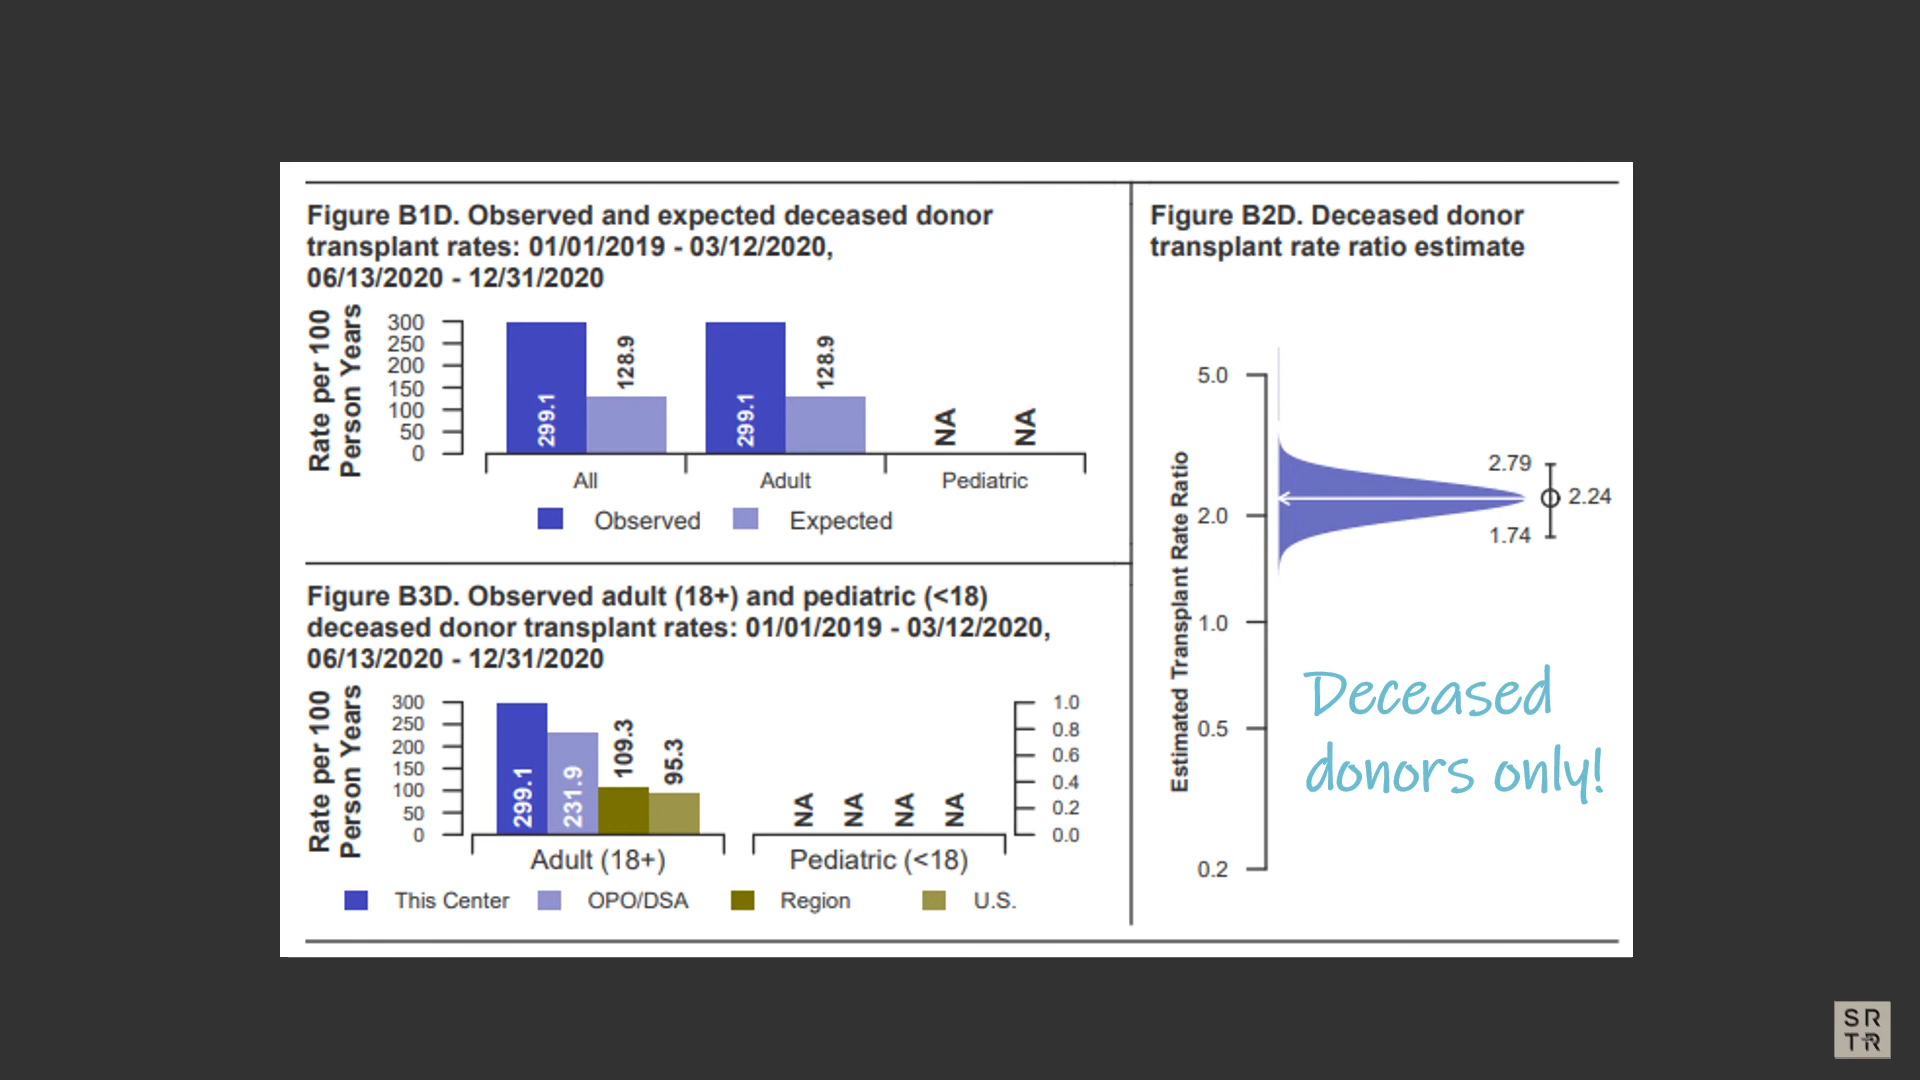 Figure B1D. Observed and expected deceased donor
transplant rates: 01/01/2019 - 03/12/2020,
06/13/2020 - 12/31/2020
Rate per 100
Person Years
300
250
200
150
100
50
0
299.1
128.9
299.1
128.9
NA
NA
All
Adult
Pediatric
Observed
Expected
Figure B3D. Observed adult (18+) and pediatric (<18)
deceased donor transplant rates: 01/01/2019 - 03/12/2020,
06/13/2020 - 12/31/2020
Rate per 100
Person Years
300
250
200
150
100
50
0
299.1
231.9
109.3
95.3
NA
NA
NA
NA
1.0
0.8
0.6
0.4
0.2
0.0
Adult (18+)
Pediatric (<18)
This Center
OPO/DSA
Region
U.S.
Figure B2D. Deceased donor
transplant rate ratio estimate
Estimated Transplant Rate Ratio
5.0
2.0
1.0
0.5
0.2
2.79
2.24
1.74
Deceased
donors only!
SR
TR